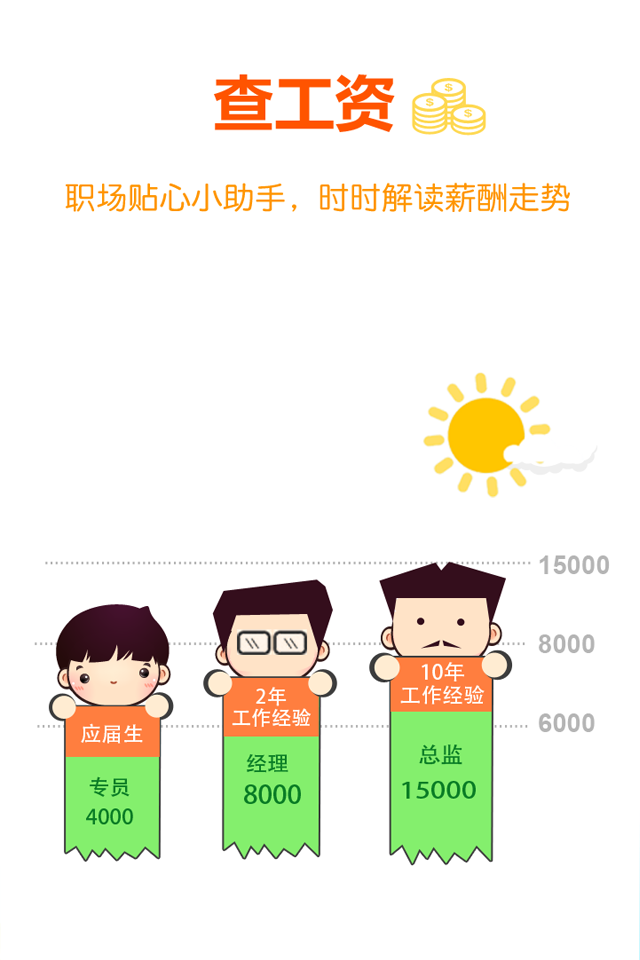 查工资
职场贴心小助手，时时解读薪酬走势
15000
8000
6000
应届生
专员
4000
2年
工作经验
经理
8000
10年
工作经验
总监
15000